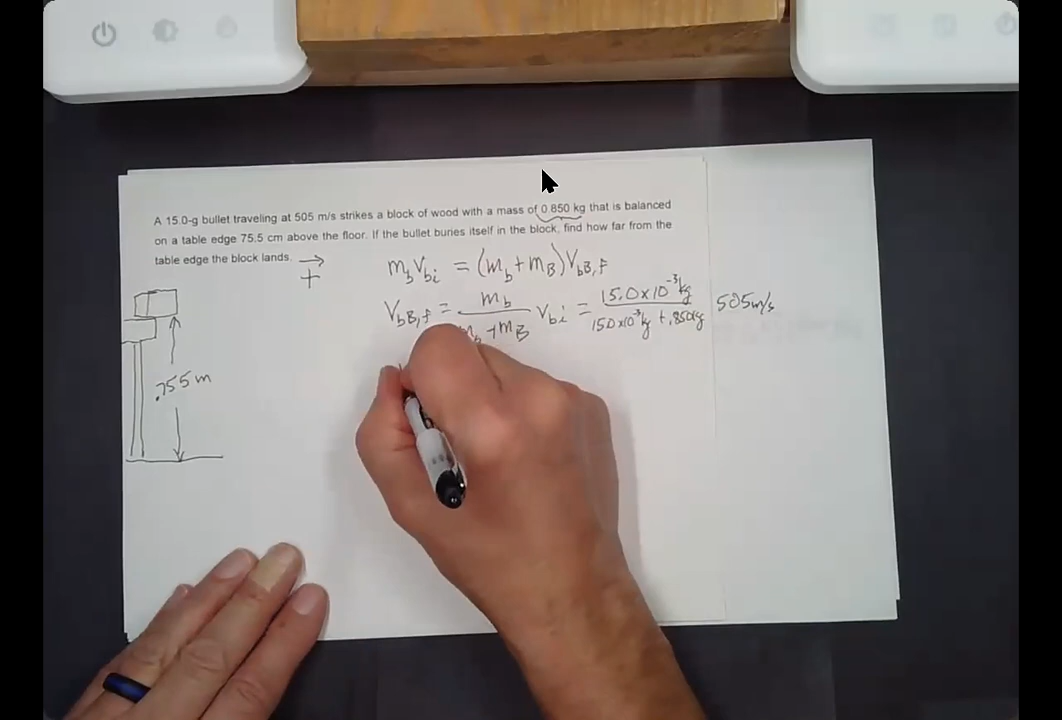 A 15.0-g bullet traveling at 505 m/s strikes a block of wood with a mass of 0.850 kg that is balanced
on a table edge 75.5 cm above the floor. If the bullet buries itself in the block, find how far from the
table edge the block lands. → +
m_b V_bi = (m_b + m_B) V_bB,f
V_bB,f = m_b / m_b + m_B V_bi = 15.0 x 10^-3 kg / 15.0 x 10^-3 kg + .850 kg 505 m/s
.755 m